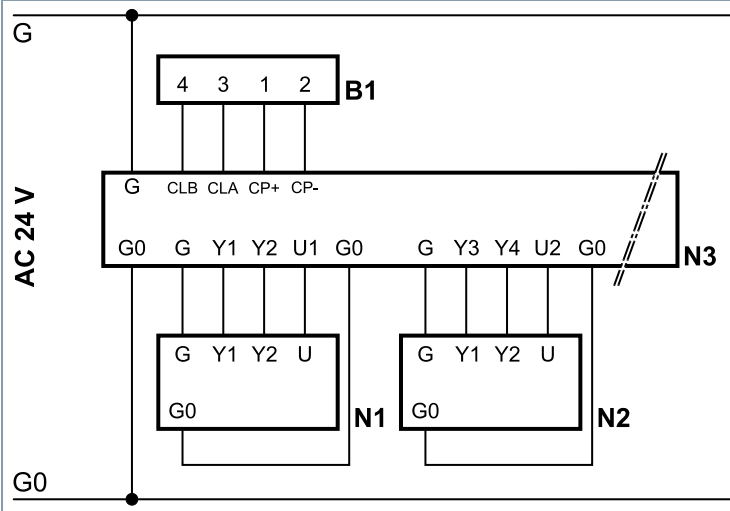 G
4 3 1 2
B1
G CLB CLA CP+ CP-
AC 24 V
G0 G Y1 Y2 U1 G0 G Y3 Y4 U2 G0
N3
G Y1 Y2 U
G Y1 Y2 U
G0
N1
G0
N2
G0